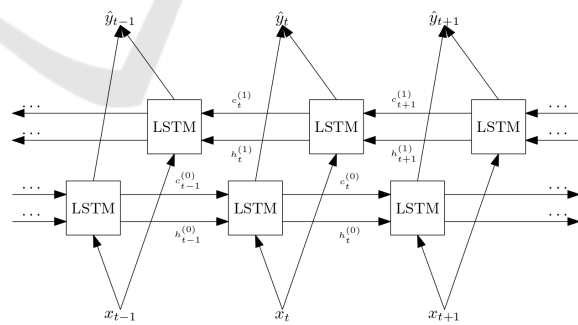 ŷ_{t−1} ŷ_t ŷ_{t+1}
... c_t^{(1)} c_{t+1}^{(1)} ...
LSTM LSTM LSTM
... h_t^{(1)} h_{t+1}^{(1)} ...
... c_{t−1}^{(0)} c_t^{(0)} ...
LSTM LSTM LSTM
... h_{t−1}^{(0)} h_t^{(0)} ...
x_{t−1} x_t x_{t+1}